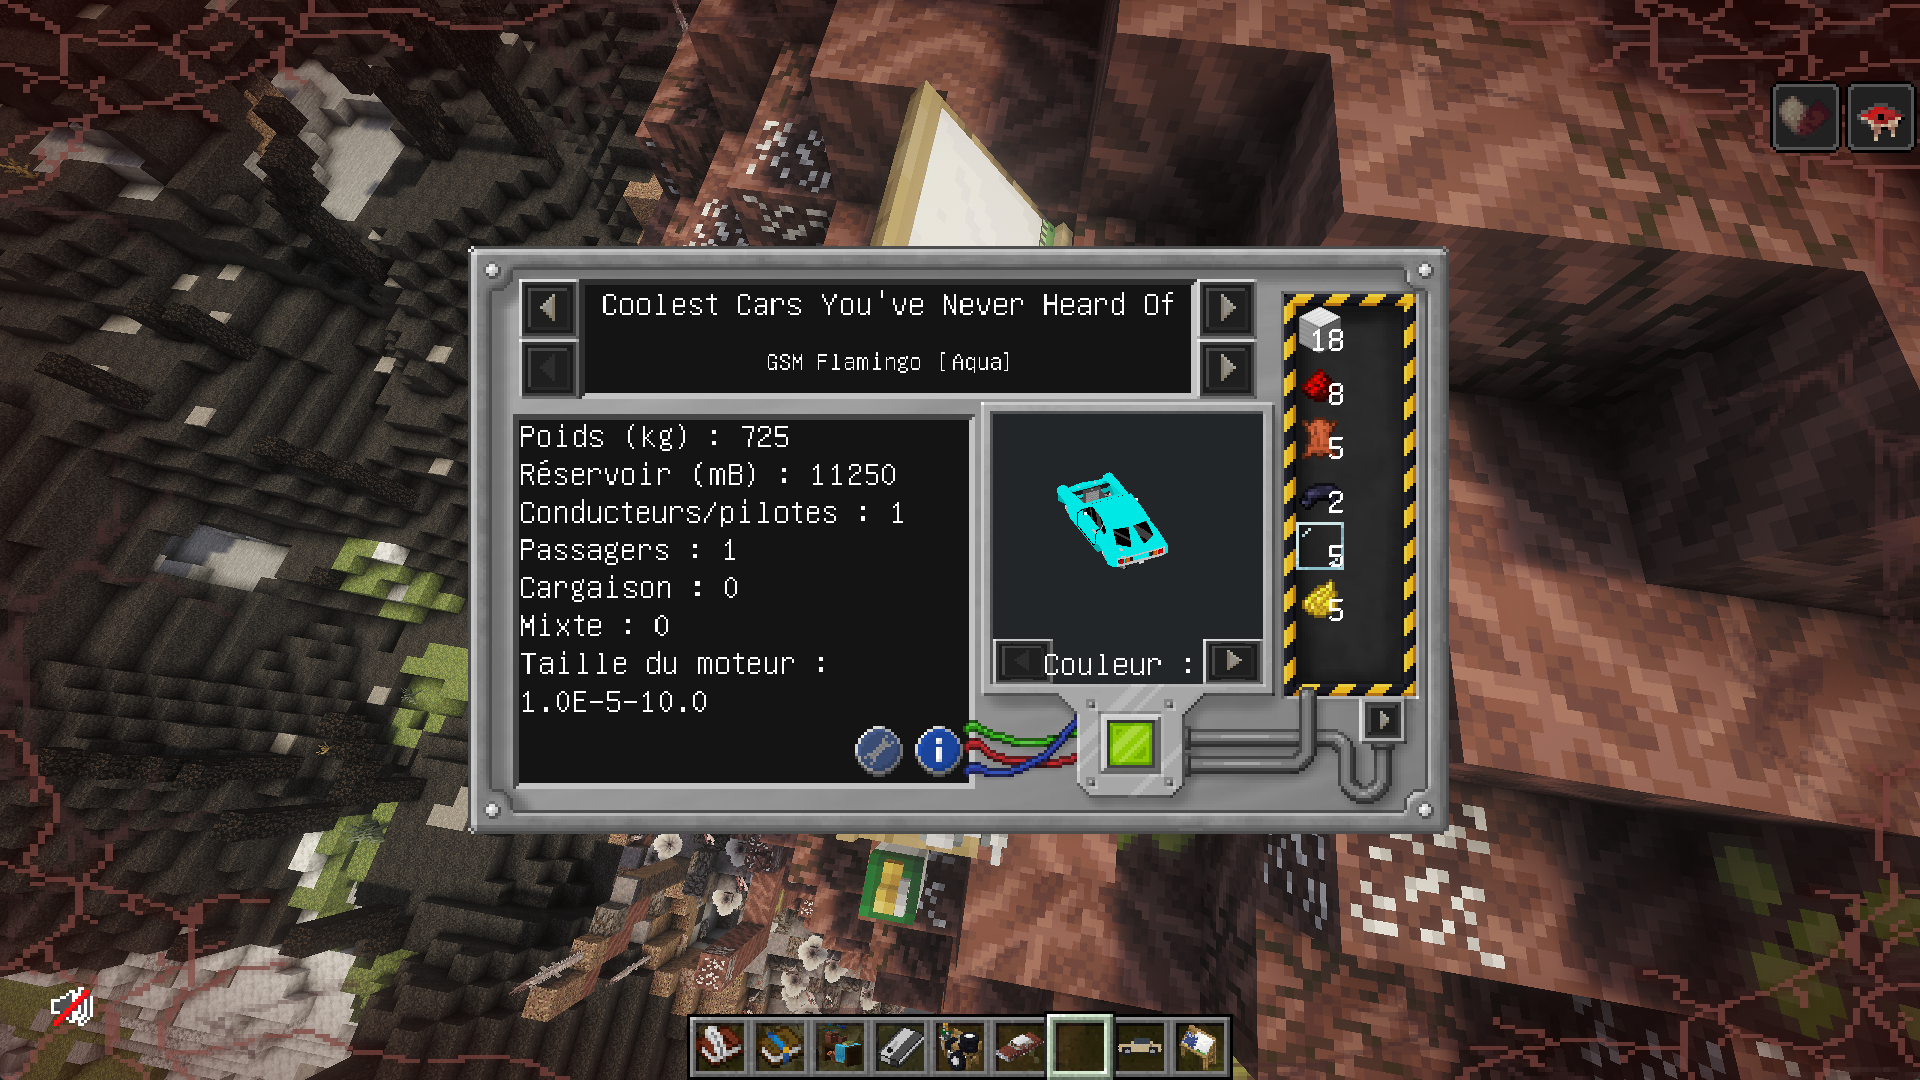 Coolest Cars You've Never Heard Of
GSM Flamingo [Aqua]
Poids (kg) : 725
Réservoir (mB) : 11250
Conducteurs/pilotes : 1
Passagers : 1
Cargaison : 0
Mixte : 0
Taille du moteur :
1.0E-5-10.0
Couleur :
18
8
5
2
5
5
i